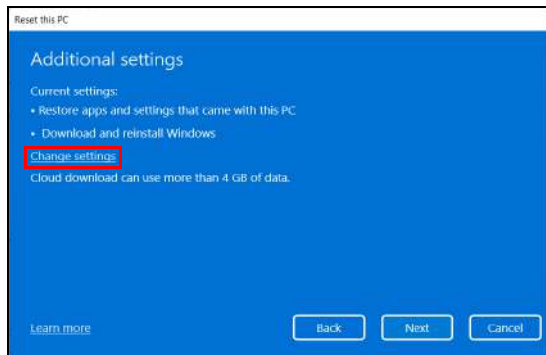 Reset this PC
Additional settings
Current settings:
• Restore apps and settings that came with this PC
• Download and reinstall Windows
Change settings
Cloud download can use more than 4 GB of data.
Learn more
Back
Next
Cancel